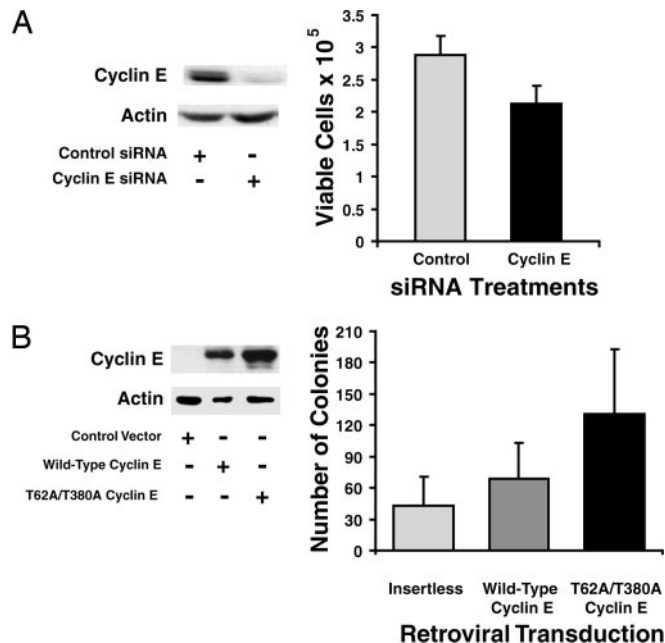 A
Cyclin E
Actin
Control siRNA + -
Cyclin E siRNA - +
Viable Cells x 10⁵
3.5
3
2.5
2
1.5
1
0.5
0
Control Cyclin E
siRNA Treatments
B
Cyclin E
Actin
Control Vector + - -
Wild-Type Cyclin E - + -
T62A/T380A Cyclin E - - +
Number of Colonies
210
180
150
120
90
60
30
0
Insertless Wild-Type T62A/T380A
Cyclin E Cyclin E
Retroviral Transduction